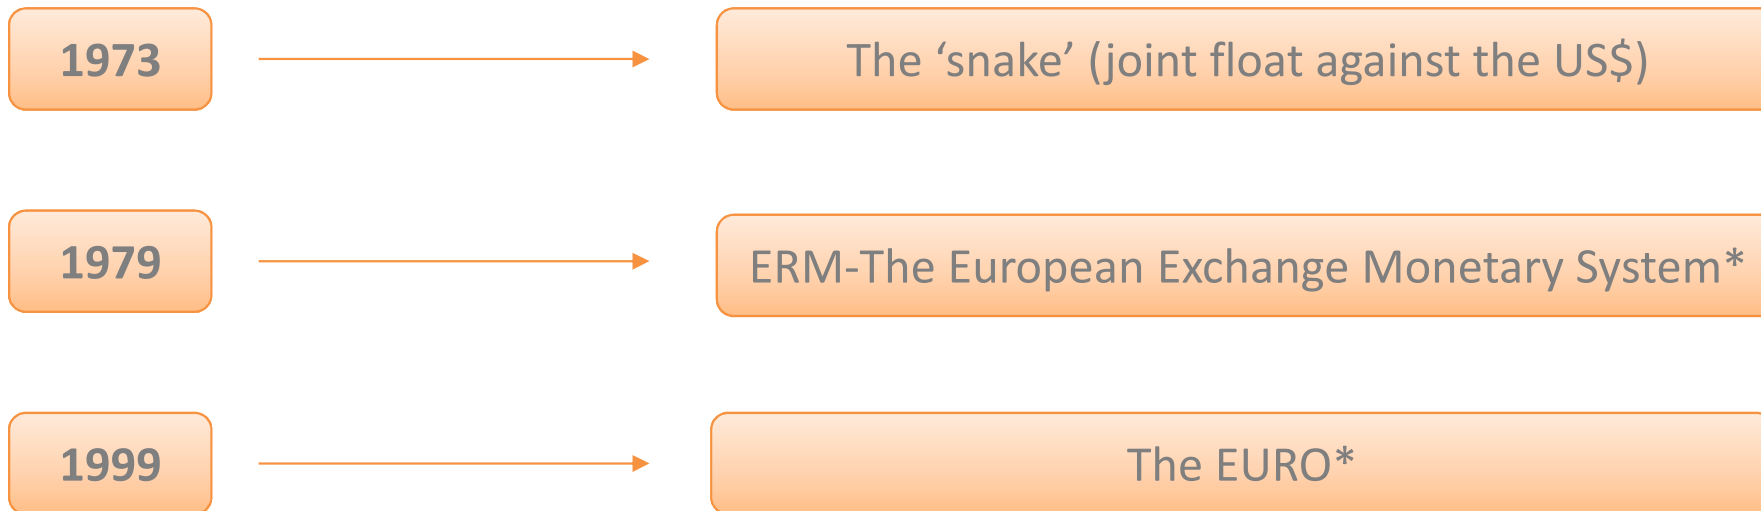 1973
The ‘snake’ (joint float against the US$)
1979
ERM-The European Exchange Monetary System*
1999
The EURO*